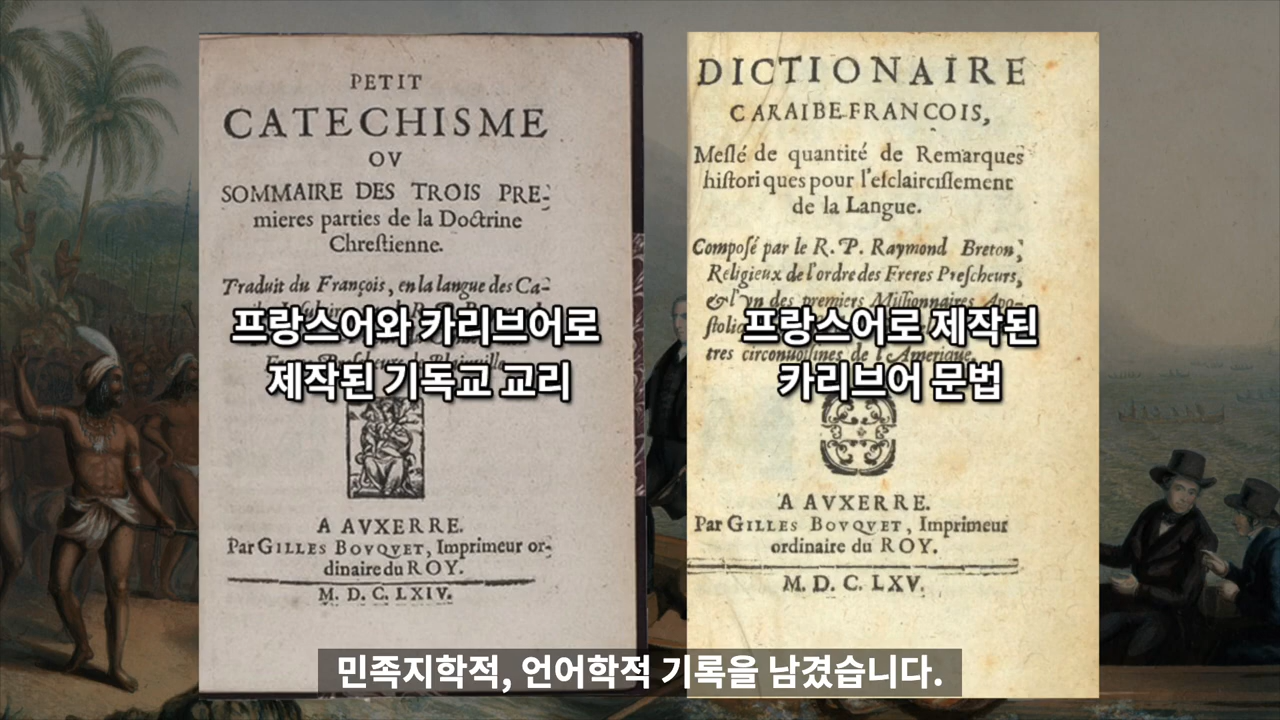 PETIT
CATECHISME
OV
SOMMAIRE DES TROIS PRE-
mieres parties de la Doctrine
Chreſtienne.
Traduit du François, en la langue des Ca-
프랑스어와 카리브어로
제작된 기독교 교리
A AVXERRE.
Par GILLES BOVQVET, Imprimeur or-
dinaire du ROY.
M. D. C. LXIV.
DICTIONAIRE
CARAIBE-FRANCOIS,
Meſlé de quantité de Remarques
hiſtoriques pour l'eſclairciſſement
de la Langue.
Compoſé par le R. P. Raymond Breton,
Religieux de l'ordre des Freres Preſcheurs,
& l'vn des premiers Miſſionnaires Apo-
프랑스어로 제작된
tres circonuoiſines de l'Amerique.
카리브어 문법
A AVXERRE.
Par GILLES BOVQVET, Imprimeur
ordinaire du ROY.
M. D. C. LXV.
민족지학적, 언어학적 기록을 남겼습니다.